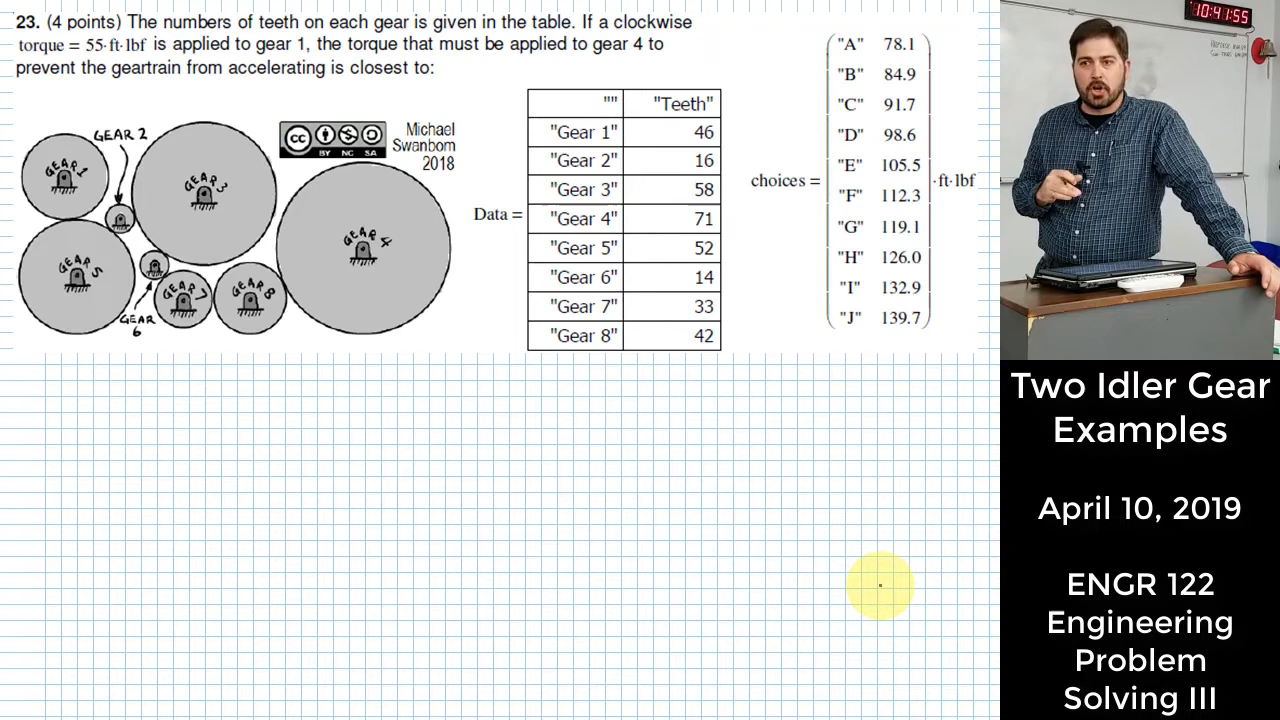 23. (4 points) The numbers of teeth on each gear is given in the table. If a clockwise
torque = 55·ft·lbf is applied to gear 1, the torque that must be applied to gear 4 to
prevent the geartrain from accelerating is closest to:
GEAR 1
GEAR 2
GEAR 3
GEAR 4
GEAR 5
GEAR
6
GEAR 7
GEAR 8
cc
BY NC SA
Michael
Swanbom
2018
Data =
"" "Teeth"
"Gear 1" 46
"Gear 2" 16
"Gear 3" 58
"Gear 4" 71
"Gear 5" 52
"Gear 6" 14
"Gear 7" 33
"Gear 8" 42
choices =
"A" 78.1
"B" 84.9
"C" 91.7
"D" 98.6
"E" 105.5
"F" 112.3
"G" 119.1
"H" 126.0
"I" 132.9
"J" 139.7
·ft·lbf
10:41:55
Two Idler Gear
Examples
April 10, 2019
ENGR 122
Engineering
Problem
Solving III